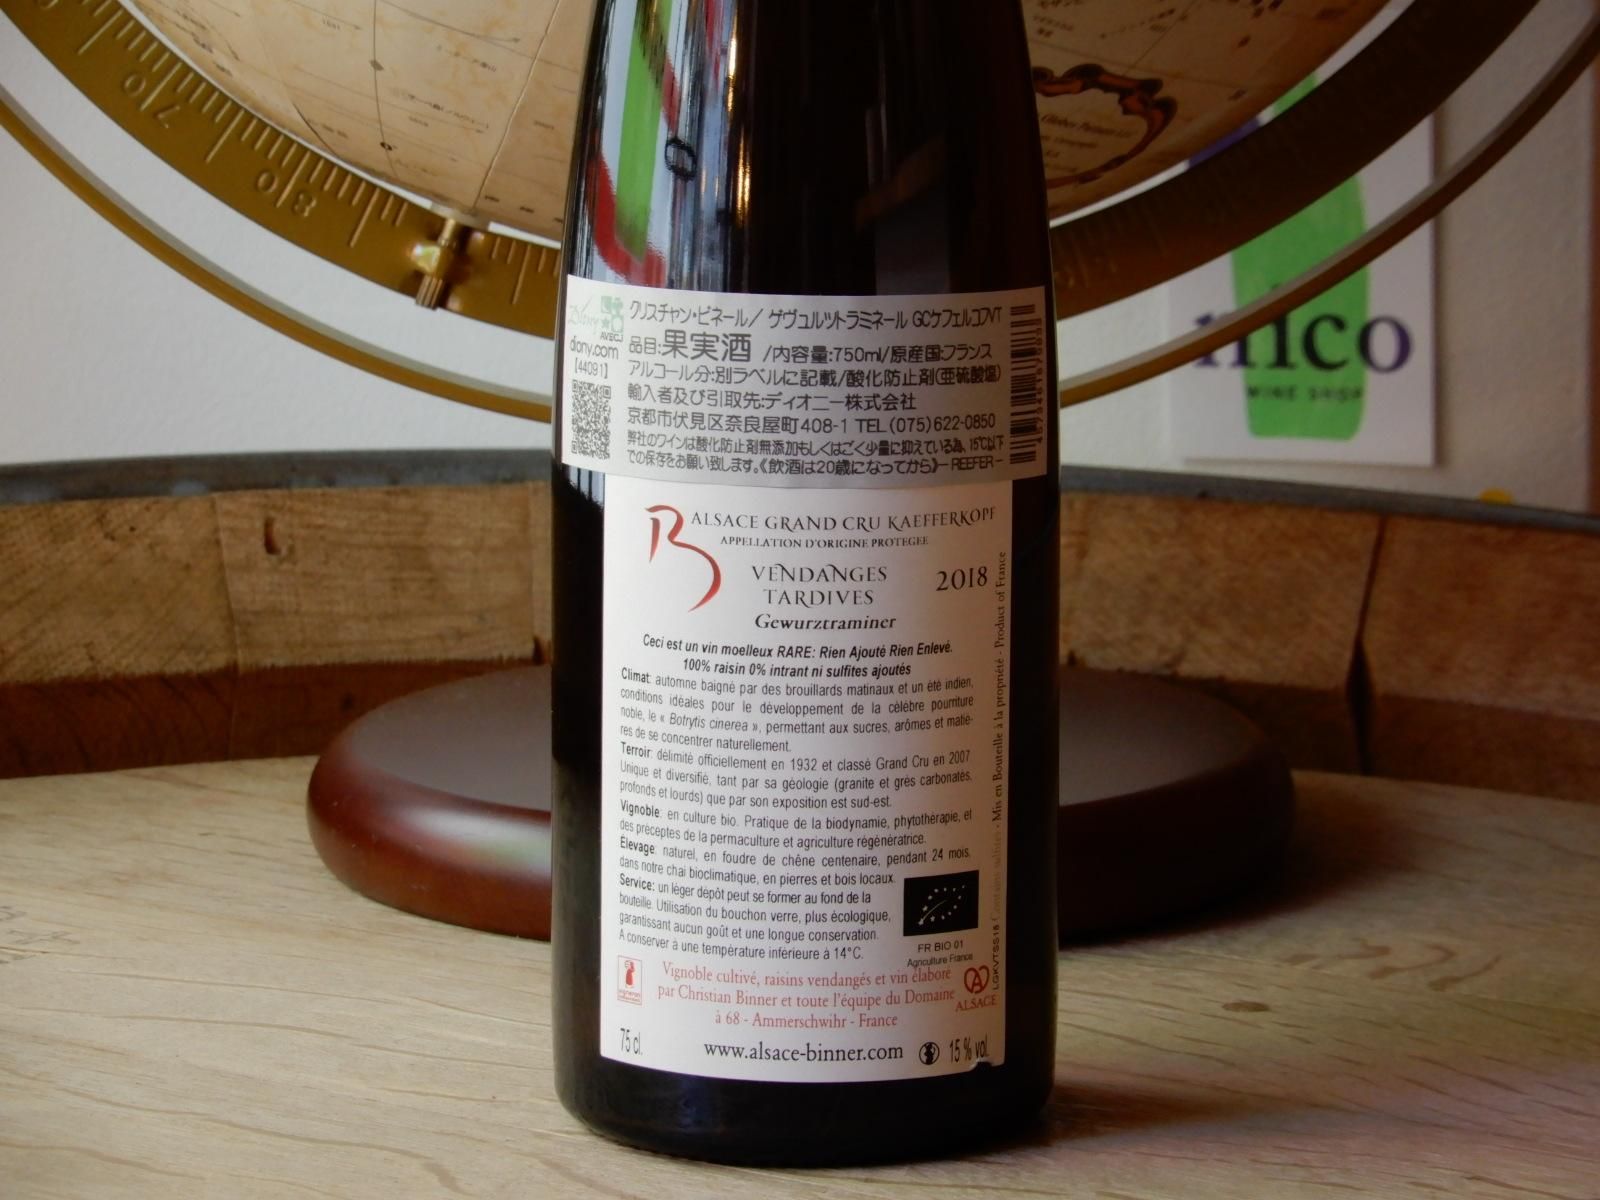 クリスチャン・ビネール/ ゲヴュルツトラミネール GCケフェルコプVT
Diony
AVECJ
diony.com
[44091]
品目:果実酒 /内容量:750ml/原産国:フランス
アルコール分:別ラベルに記載/酸化防止剤(亜硫酸塩)
輸入者及び引取先:ディオニー株式会社
京都市伏見区奈良屋町408-1 TEL(075)622-0850
弊社のワインは酸化防止剤無添加もしくはごく少量に抑えている為、15℃以下
での保存をお願い致します。《飲酒は20歳になってから》- REEFER -
B
ALSACE GRAND CRU KAEFFERKOPF
APPELLATION D'ORIGINE PROTEGEE
VENDANGES
TARDIVES
2018
Gewurztraminer
Ceci est un vin moelleux RARE: Rien Ajouté Rien Enlevé.
100% raisin 0% intrant ni sulfites ajoutés
Climat: automne baigné par des brouillards matinaux et un été indien,
conditions idéales pour le développement de la célèbre pourriture
noble, le « Botrytis cinerea », permettant aux sucres, arômes et matiè-
res de se concentrer naturellement.
Terroir: délimité officiellement en 1932 et classé Grand Cru en 2007.
Unique et diversifié, tant par sa géologie (granite et grès carbonatés,
profonds et lourds) que par son exposition est sud-est.
Vignoble: en culture bio. Pratique de la biodynamie, phytothérapie, et
des préceptes de la permaculture et agriculture régénératrice.
Élevage: naturel, en foudre de chêne centenaire, pendant 24 mois,
dans notre chai bioclimatique, en pierres et bois locaux.
Service: un léger dépôt peut se former au fond de la
bouteille. Utilisation du bouchon verre, plus écologique,
garantissant aucun goût et une longue conservation.
A conserver à une température inférieure à 14°C.
FR BIO 01
Agriculture France
Vignoble cultivé, raisins vendangés et vin élaboré
par Christian Binner et toute l'équipe du Domaine
à 68 - Ammerschwihr - France
ALSACE
75 cl.
www.alsace-binner.com
15 % vol.
LGKVTSS18 Contains sulfites - Mis en Bouteille à la propriété - Product of France
nico
WINE SHOP
70
80